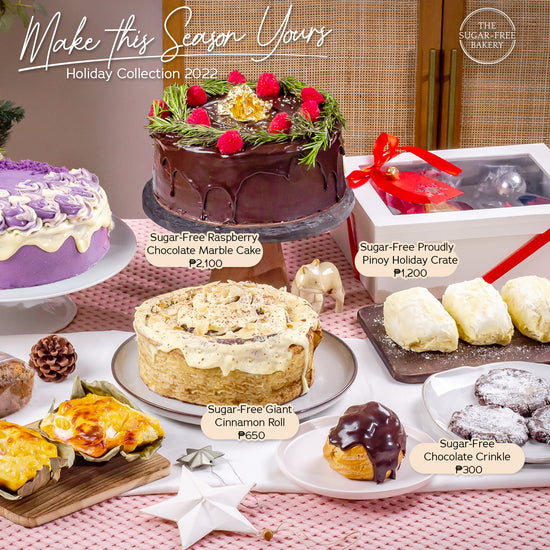 Make this Season Yours
Holiday Collection 2022
THE
SUGAR-FREE
BAKERY
Sugar-Free Raspberry
Chocolate Marble Cake
₱2,100
Sugar-Free Proudly
Pinoy Holiday Crate
₱1,200
Sugar-Free Giant
Cinnamon Roll
₱650
Sugar-Free
Chocolate Crinkle
₱300